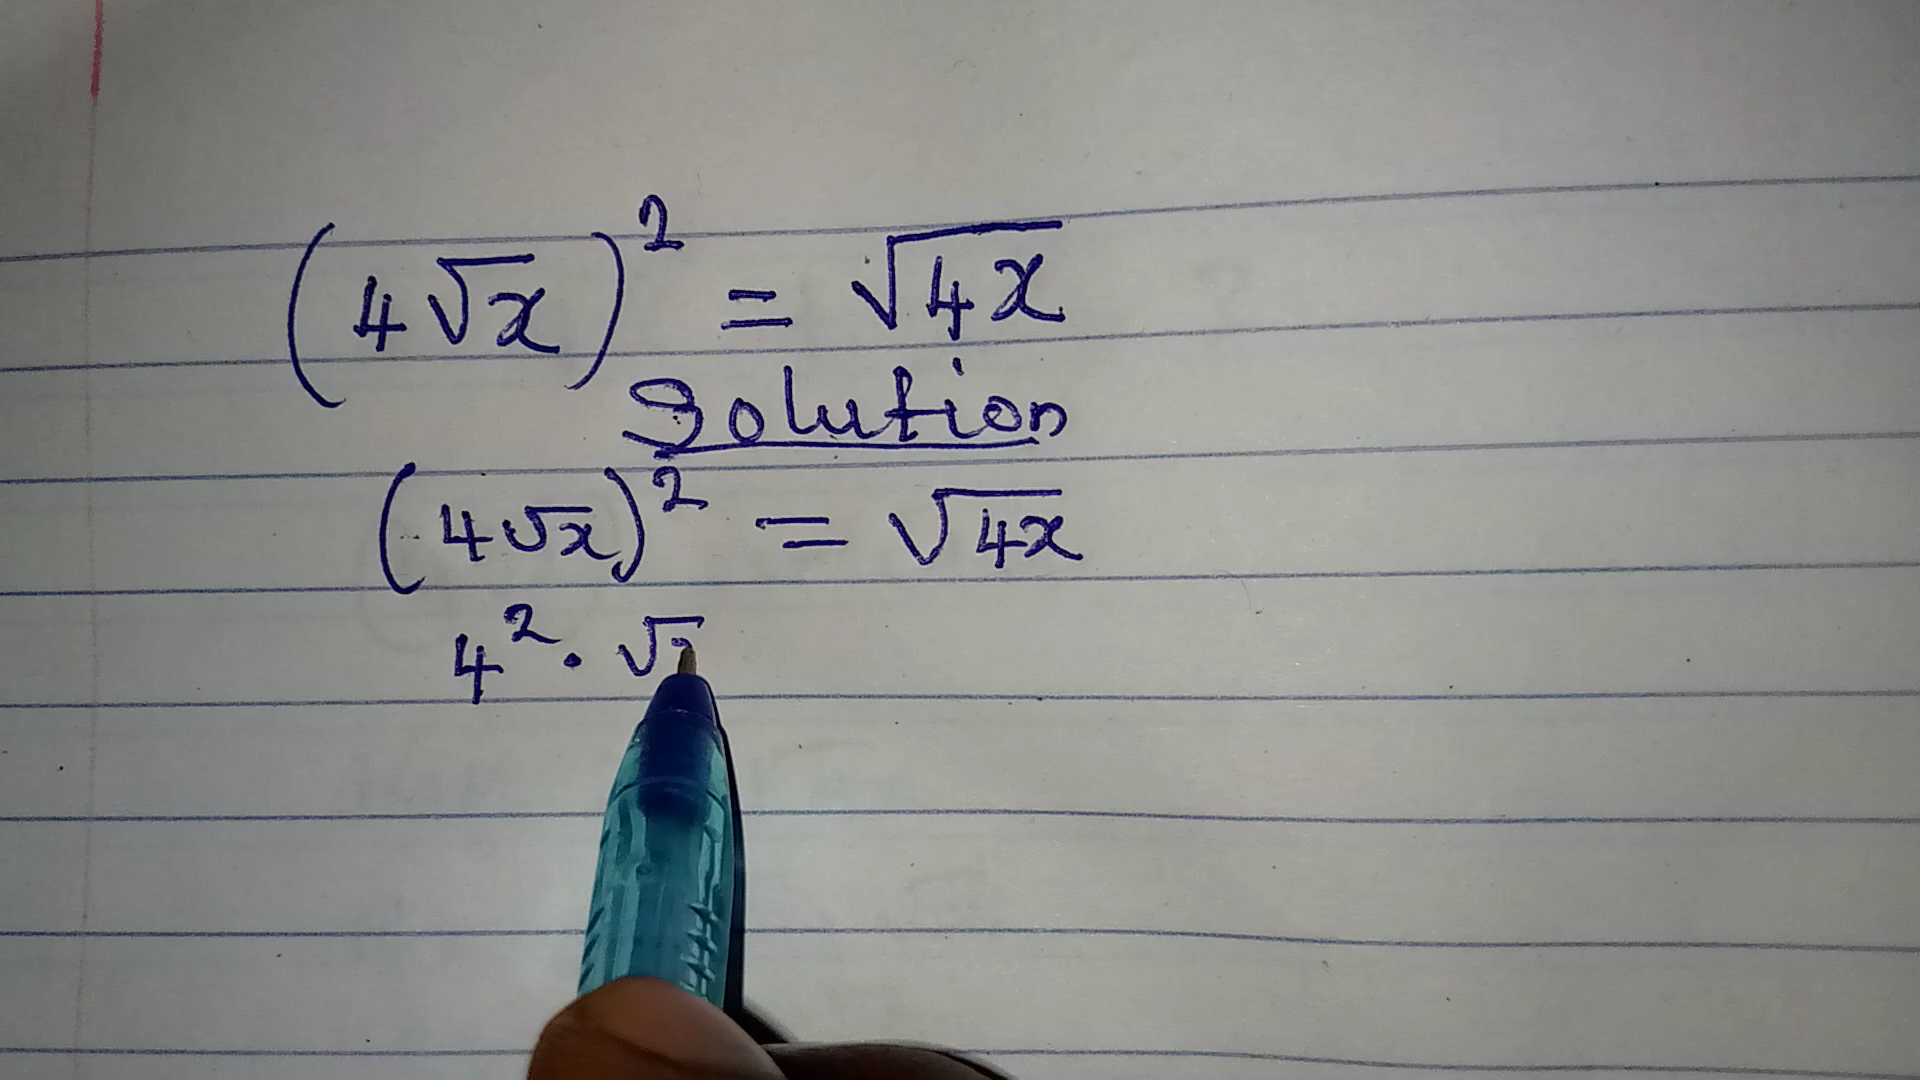 (4√x)² = √4x
Solution
(4√x)² = √4x
4² · √